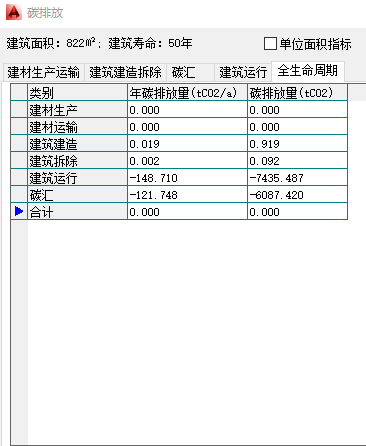 碳排放
建筑面积：822㎡; 建筑寿命：50年 单位面积指标
建材生产运输 建筑建造拆除 碳汇 建筑运行 全生命周期
类别 年碳排放量(tCO2/a) 碳排放量(tCO2)
建材生产 0.000 0.000
建材运输 0.000 0.000
建筑建造 0.019 0.919
建筑拆除 0.002 0.092
建筑运行 -148.710 -7435.487
碳汇 -121.748 -6087.420
合计 0.000 0.000